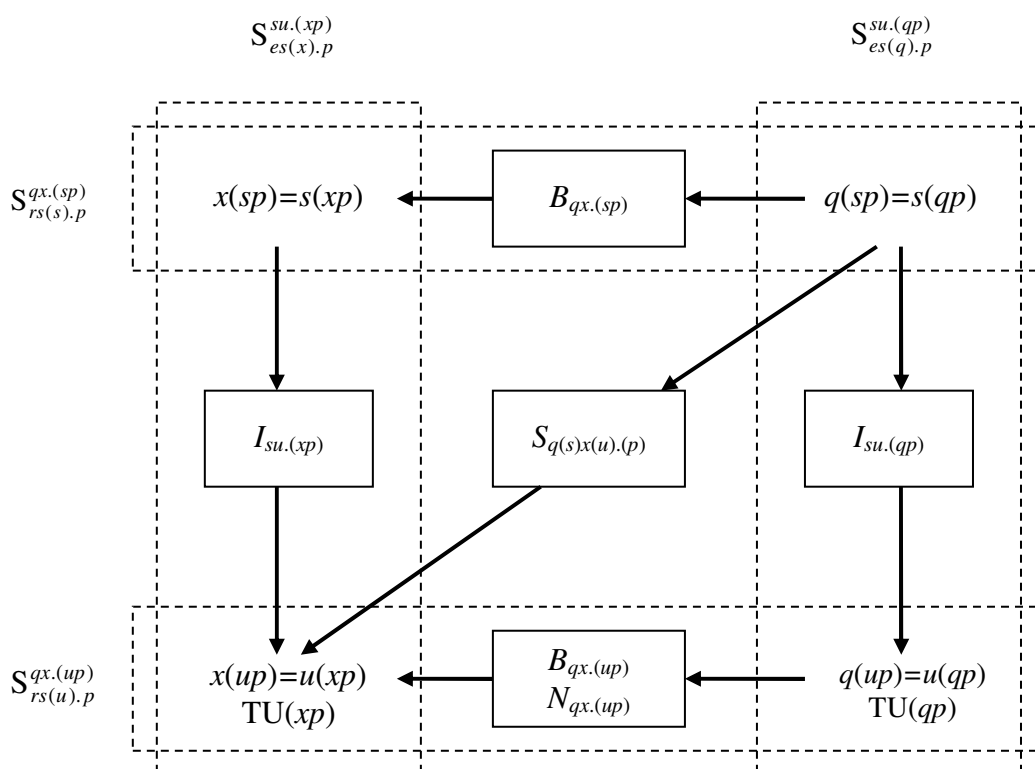 S^{su.(xp)}_{es(x).p} S^{su.(qp)}_{es(q).p}
S^{qx.(sp)}_{rs(s).p} x(sp)=s(xp) B_{qx.(sp)} q(sp)=s(qp)
I_{su.(xp)} S_{q(s)x(u).(p)} I_{su.(qp)}
S^{qx.(up)}_{rs(u).p} x(up)=u(xp) B_{qx.(up)} q(up)=u(qp)
TU(xp) N_{qx.(up)} TU(qp)